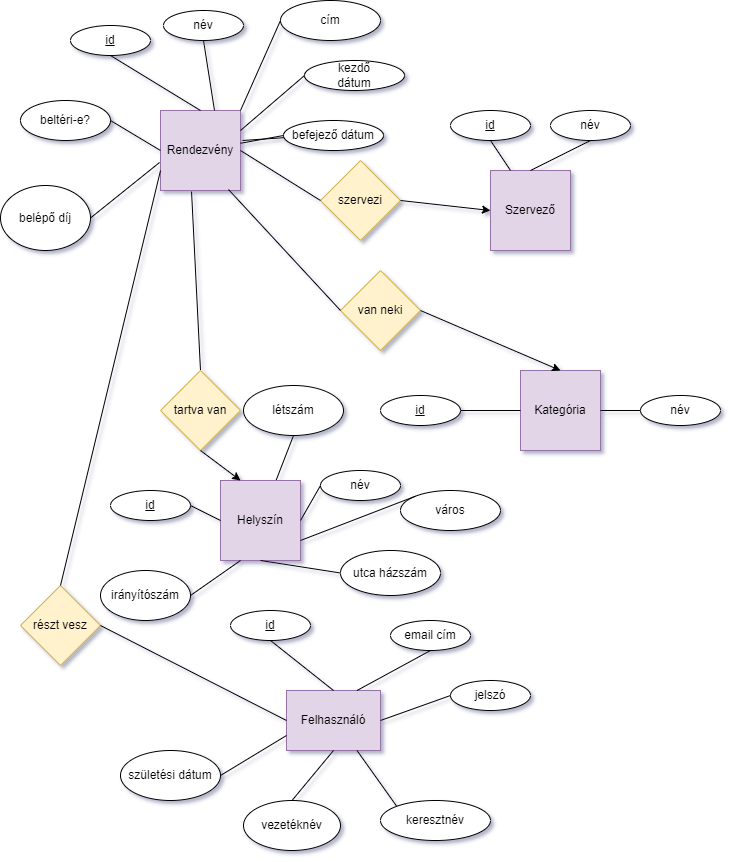 cím
név
id
kezdő
dátum
beltéri-e?
befejező dátum
id
név
Rendezvény
belépő díj
szervezi
Szervező
van neki
tartva van
létszám
id
Kategória
név
név
id
város
Helyszín
utca házszám
irányítószám
részt vesz
id
email cím
jelszó
Felhasználó
születési dátum
vezetéknév
keresztnév